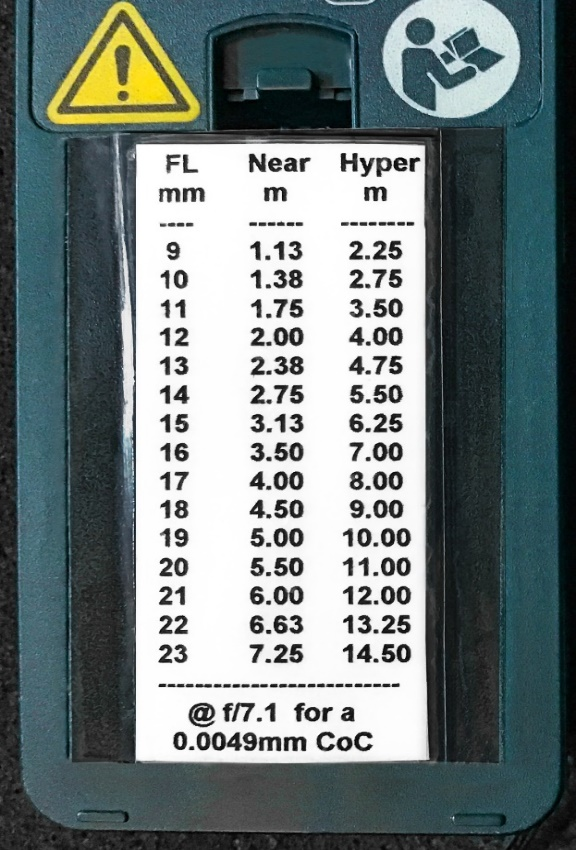 FL Near Hyper
mm m m
---- ------ --------
9 1.13 2.25
10 1.38 2.75
11 1.75 3.50
12 2.00 4.00
13 2.38 4.75
14 2.75 5.50
15 3.13 6.25
16 3.50 7.00
17 4.00 8.00
18 4.50 9.00
19 5.00 10.00
20 5.50 11.00
21 6.00 12.00
22 6.63 13.25
23 7.25 14.50
---------------------------
@ f/7.1 for a
0.0049mm CoC